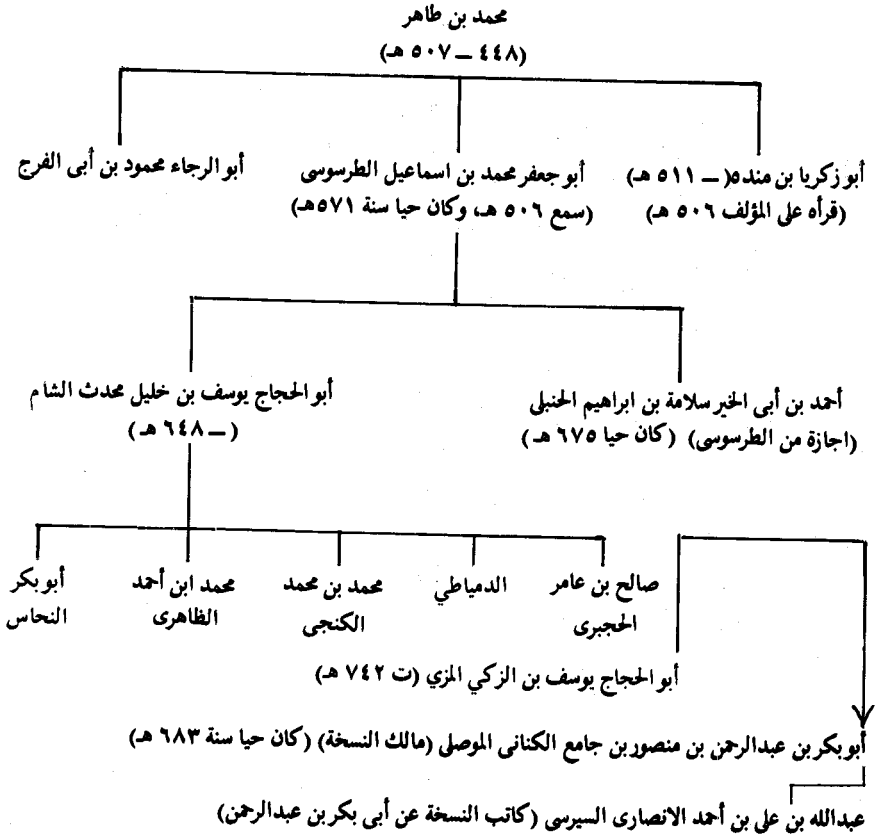 محمد بن طاهر
(٤٤٨ – ٥٠٧ هـ)
أبو زكريا بن منده( – ٥١١ هـ)
(قرأه على المؤلف ٥٠٦ هـ)
أبو جعفر محمد بن اسماعيل الطرسوسى
(سمع ٥٠٦ هـ، وكان حيا سنة ٥٧١هـ)
أبو الرجاء محمود بن أبى الفرج
أحمد بن أبى الخير سلامة بن ابراهيم الحنبلى
(اجازة من الطرسوسى) (كان حيا ٦٧٥ هـ)
أبو الحجاج يوسف بن خليل محدث الشام
( – ٦٤٨ هـ)
صالح بن عامر
الحجبرى
الدمياطي
محمد بن محمد
الكنجى
محمد ابن أحمد
الظاهرى
أبو بكر
النحاس
أبو الحجاج يوسف بن الزكي المزي (ت ٧٤٢ هـ)
أبو بكر بن عبدالرحمن بن منصور بن جامع الكنانى الموصلى (مالك النسخة) (كان حيا سنة ٦٨٣ هـ)
عبدالله بن على بن أحمد الانصارى السيرسى (كاتب النسخة عن أبى بكر بن عبدالرحمن)